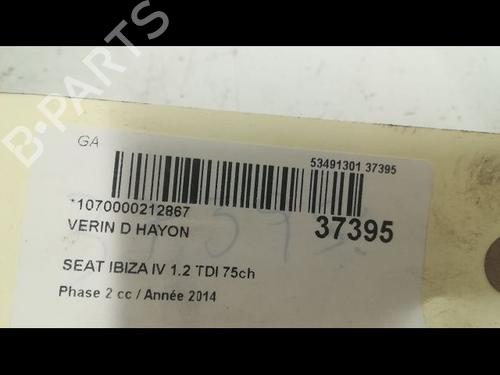 B-PARTS
GA
53491301 37395
*1070000212867
37395
VERIN D HAYON
SEAT IBIZA IV 1.2 TDI 75ch
Phase 2 cc / Année 2014